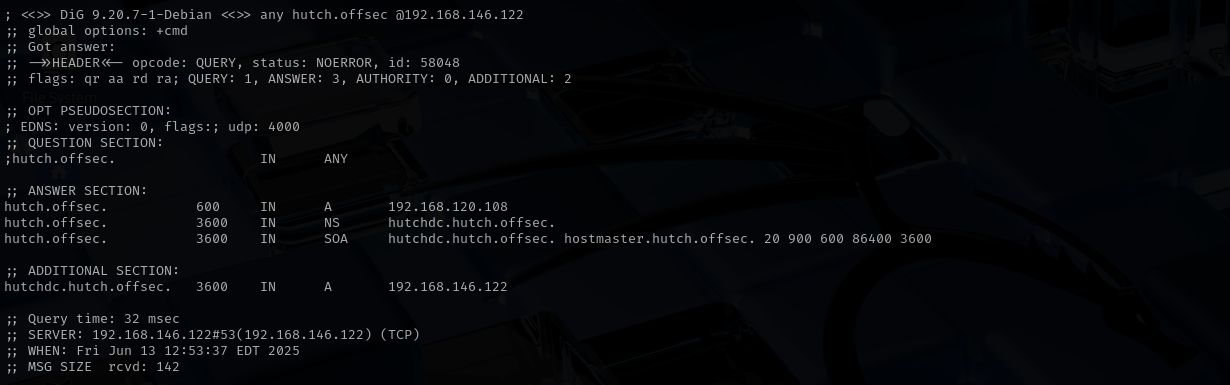 ; <<>> DiG 9.20.7-1-Debian <<>> any hutch.offsec @192.168.146.122
;; global options: +cmd
;; Got answer:
;; ->>HEADER<<- opcode: QUERY, status: NOERROR, id: 58048
;; flags: qr aa rd ra; QUERY: 1, ANSWER: 3, AUTHORITY: 0, ADDITIONAL: 2
File System
;; OPT PSEUDOSECTION:
; EDNS: version: 0, flags:; udp: 4000
;; QUESTION SECTION:
;hutch.offsec. IN ANY
;; ANSWER SECTION:
hutch.offsec. 600 IN A 192.168.120.108
hutch.offsec. 3600 IN NS hutchdc.hutch.offsec.
hutch.offsec. 3600 IN SOA hutchdc.hutch.offsec. hostmaster.hutch.offsec. 20 900 600 86400 3600
;; ADDITIONAL SECTION:
hutchdc.hutch.offsec. 3600 IN A 192.168.146.122
;; Query time: 32 msec
;; SERVER: 192.168.146.122#53(192.168.146.122) (TCP)
;; WHEN: Fri Jun 13 12:53:37 EDT 2025
;; MSG SIZE rcvd: 142